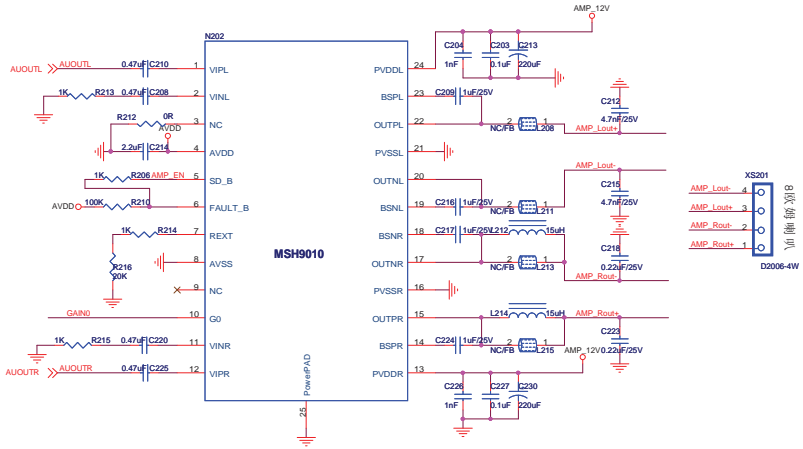 AMP_12V
N202
C204
1nF
C203
0.1uF
C213
220uF
AUOUTL
AUOUTL
0.47uF C210
1
VIPL
PVDDL
24
1K
R213
0.47uF C208
2
VINL
BSPL
23
C209
1uF/25V
C212
4.7nF/25V
R212
0R
3
NC
OUTPL
22
2
1
NC/FB
L208
AMP_Lout+
AVDD
2.2uF C214
4
AVDD
PVSSL
21
1K
R206
AMP_EN
5
SD_B
OUTNL
20
AMP_Lout-
C215
4.7nF/25V
AVDD
100K
R210
6
FAULT_B
BSNL
19
C216
1uF/25V
2
1
NC/FB
L211
1K
R214
7
REXT
BSNR
18
C217
1uF/25V
L212
15uH
C218
0.22uF/25V
R216
20K
8
AVSS
MSH9010
OUTNR
17
2
1
NC/FB
L213
AMP_Rout-
9
NC
PVSSR
16
GAIN0
10
G0
OUTPR
15
L214
15uH
AMP_Rout+
C223
0.22uF/25V
1K
R215
0.47uF C220
11
VINR
BSPR
14
C224
1uF/25V
2
1
NC/FB
L215
AUOUTR
AUOUTR
0.47uF C225
12
VIPR
PVDDR
13
AMP_12V
C226
1nF
C227
0.1uF
C230
220uF
PowerPAD
25
XS201
AMP_Lout-
4
AMP_Lout+
3
AMP_Rout-
2
AMP_Rout+
1
D2006-4W